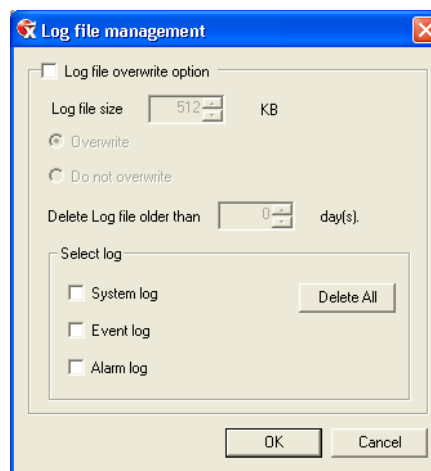 Log file management
Log file overwrite option
Log file size 512 KB
Overwrite
Do not overwrite
Delete Log file older than 0 day(s).
Select log
System log
Delete All
Event log
Alarm log
OK Cancel